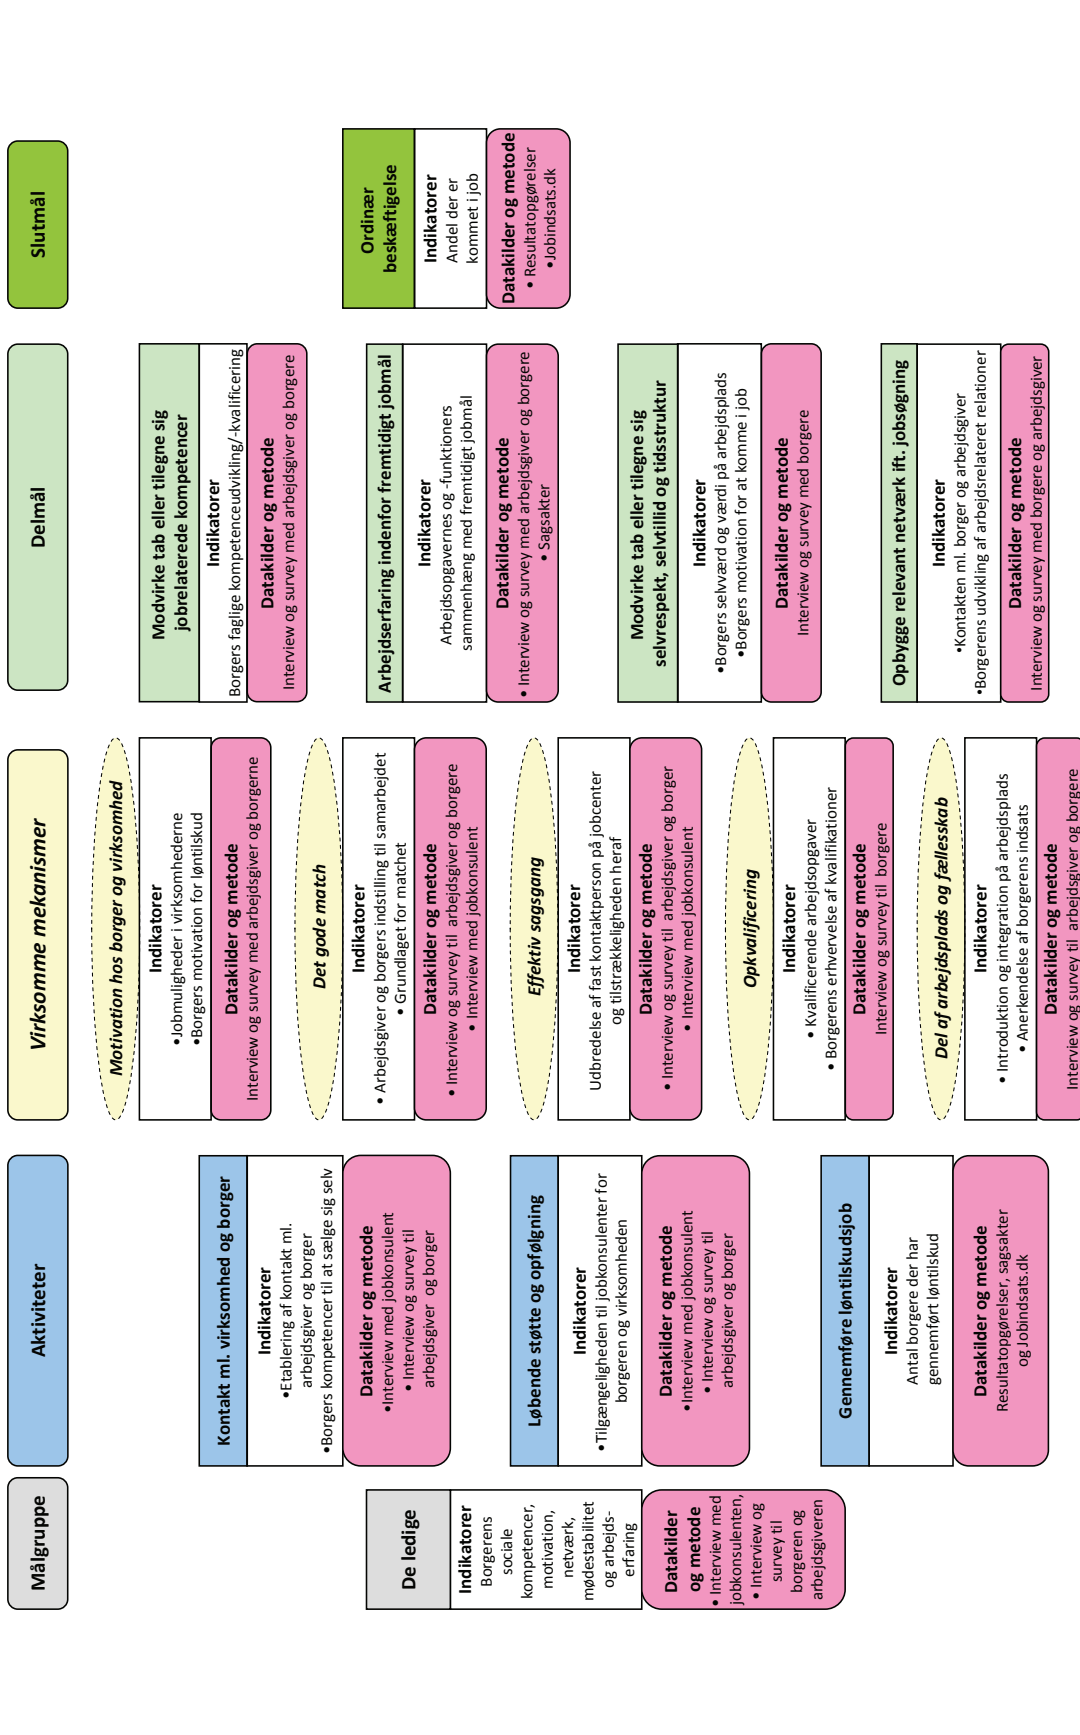 Målgruppe
Aktiviteter
Virksomme mekanismer
Delmål
Slutmål
De ledige
Indikatorer
Borgerens
sociale
kompetencer,
motivation,
netværk,
mødestabilitet
og arbejds-
erfaring
Datakilder
og metode
• Interview med
jobkonsulenten,
• Interview og
survey til
borgeren og
arbejdsgiveren
Kontakt ml. virksomhed og borger
Indikatorer
•Etablering af kontakt ml.
arbejdsgiver og borger
•Borgers kompetencer til at sælge sig selv
Datakilder og metode
•Interview med jobkonsulent
• Interview og survey til
arbejdsgiver og borger
Løbende støtte og opfølgning
Indikatorer
•Tilgængeligheden til jobkonsulenter for
borgeren og virksomheden
Datakilder og metode
•Interview med jobkonsulent
• Interview og survey til
arbejdsgiver og borger
Gennemføre løntilskudsjob
Indikatorer
Antal borgere der har
gennemført løntilskud
Datakilder og metode
Resultatopgørelser, sagsakter
og Jobindsats.dk
Motivation hos borger og virksomhed
Indikatorer
•Jobmuligheder i virksomhederne
•Borgers motivation for løntilskud
Datakilder og metode
Interview og survey med arbejdsgiver og borgerne
Det gode match
Indikatorer
• Arbejdsgiver og borgers indstilling til samarbejdet
• Grundlaget for matchet
Datakilder og metode
• Interview og survey til arbejdsgiver og borgere
• Interview med jobkonsulent
Effektiv sagsgang
Indikatorer
Udbredelse af fast kontaktperson på jobcenter
og tilstrækkeligheden heraf
Datakilder og metode
• Interview og survey til arbejdsgiver og borger
• Interview med jobkonsulent
Opkvalificering
Indikatorer
• Kvalificerende arbejdsopgaver
• Borgerens erhvervelse af kvalifikationer
Datakilder og metode
Interview og survey til borgere
Del af arbejdsplads og fællesskab
Indikatorer
• Introduktion og integration på arbejdsplads
• Anerkendelse af borgerens indsats
Datakilder og metode
Interview og survey til arbejdsgiver og borgere
Modvirke tab eller tilegne sig
jobrelaterede kompetencer
Indikatorer
Borgers faglige kompetenceudvikling/-kvalificering
Datakilder og metode
Interview og survey med arbejdsgiver og borgere
Arbejdserfaring indenfor fremtidigt jobmål
Indikatorer
Arbejdsopgavernes og -funktioners
sammenhæng med fremtidigt jobmål
Datakilder og metode
• Interview og survey med arbejdsgiver og borgere
• Sagsakter
Modvirke tab eller tilegne sig
selvrespekt, selvtillid og tidsstruktur
Indikatorer
•Borgers selvværd og værdi på arbejdsplads
•Borgers motivation for at komme i job
Datakilder og metode
Interview og survey med borgere
Opbygge relevant netværk ift. jobsøgning
Indikatorer
•Kontakten ml. borger og arbejdsgiver
•Borgerens udvikling af arbejdsrelateret relationer
Datakilder og metode
Interview og survey med borgere og arbejdsgiver
Ordinær
beskæftigelse
Indikatorer
Andel der er
kommet i job
Datakilder og metode
• Resultatopgørelser
•Jobindsats.dk